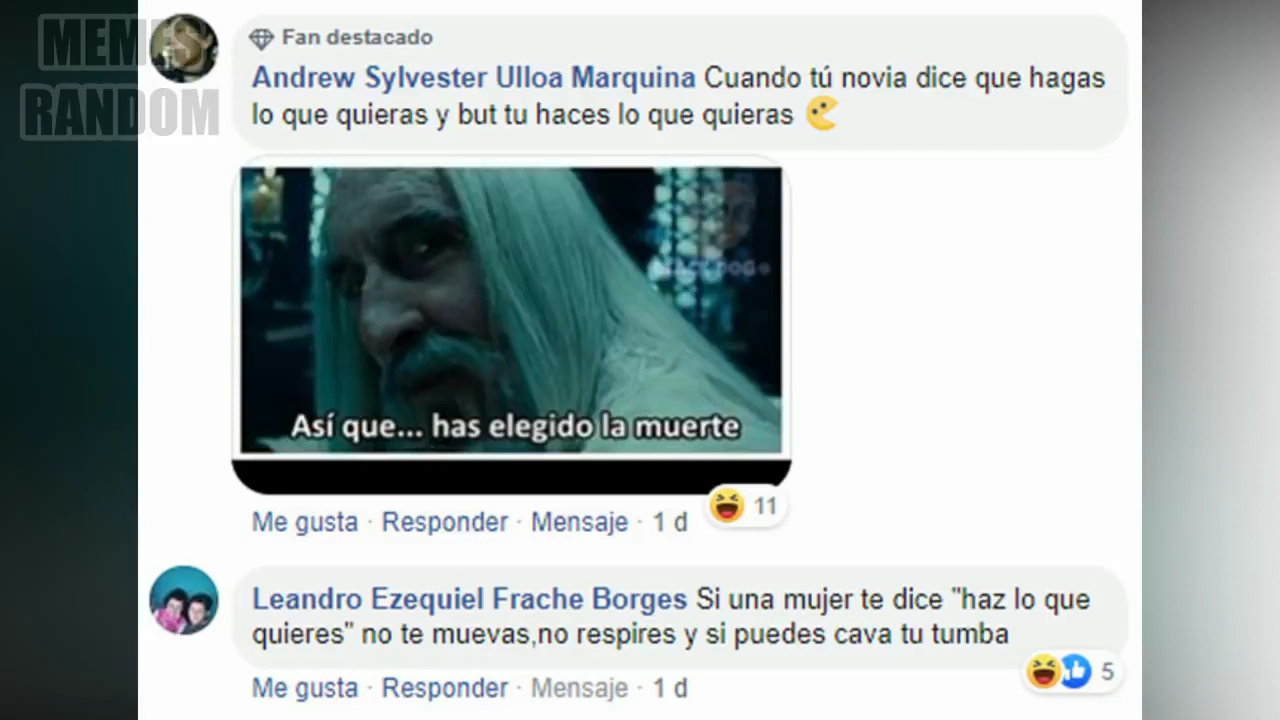 MEMES
RANDOM
Fan destacado
Andrew Sylvester Ulloa Marquina Cuando tú novia dice que hagas
lo que quieras y but tu haces lo que quieras
Así que... has elegido la muerte
11
Me gusta · Responder · Mensaje · 1 d
Leandro Ezequiel Frache Borges Si una mujer te dice "haz lo que
quieres" no te muevas,no respires y si puedes cava tu tumba
5
Me gusta · Responder · Mensaje · 1 d